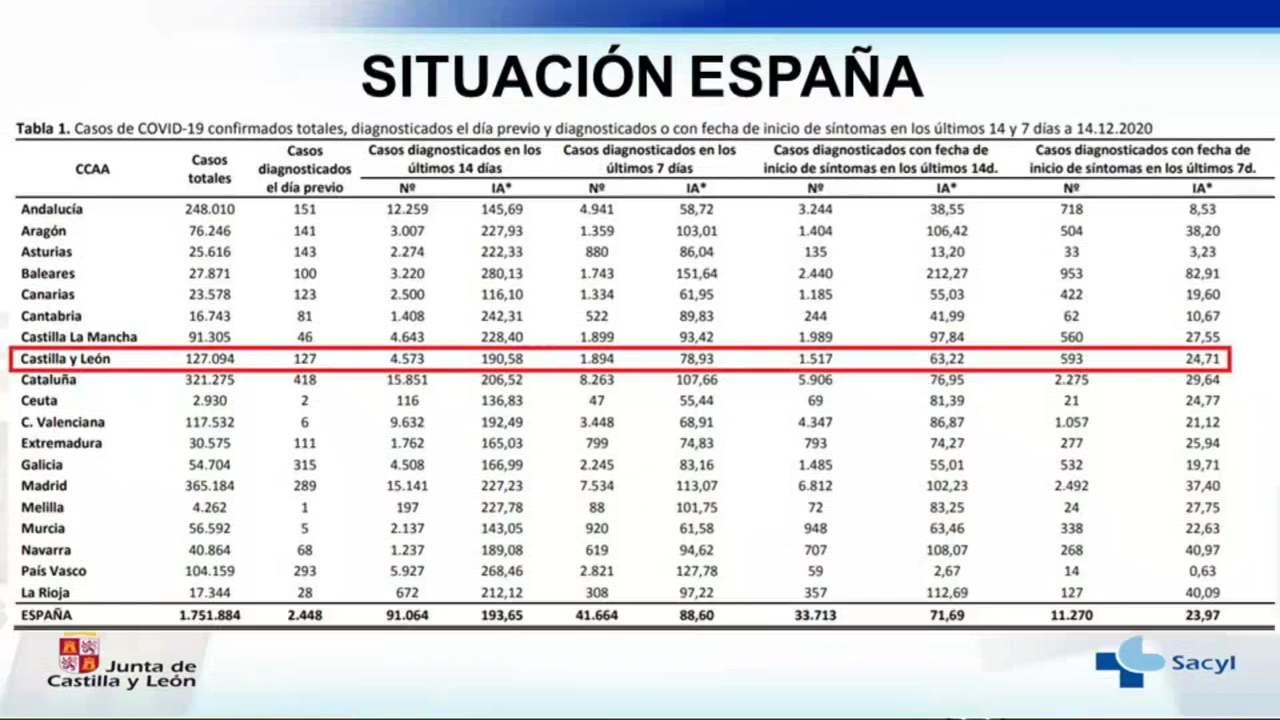 SITUACIÓN ESPAÑA
Tabla 1. Casos de COVID-19 confirmados totales, diagnosticados el día previo y diagnosticados o con fecha de inicio de síntomas en los últimos 14 y 7 días a 14.12.2020
CCAA Casos totales Casos diagnosticados el día previo Casos diagnosticados en los últimos 14 días Casos diagnosticados en los últimos 7 días Casos diagnosticados con fecha de inicio de síntomas en los últimos 14d. Casos diagnosticados con fecha de inicio de síntomas en los últimos 7d.
Nº IA* Nº IA* Nº IA* Nº IA*
Andalucía 248.010 151 12.259 145,69 4.941 58,72 3.244 38,55 718 8,53
Aragón 76.246 141 3.007 227,93 1.359 103,01 1.404 106,42 504 38,20
Asturias 25.616 143 2.274 222,33 880 86,04 135 13,20 33 3,23
Baleares 27.871 100 3.220 280,13 1.743 151,64 2.440 212,27 953 82,91
Canarias 23.578 123 2.500 116,10 1.334 61,95 1.185 55,03 422 19,60
Cantabria 16.743 81 1.408 242,31 522 89,83 244 41,99 62 10,67
Castilla La Mancha 91.305 46 4.643 228,40 1.899 93,42 1.989 97,84 560 27,55
Castilla y León 127.094 127 4.573 190,58 1.894 78,93 1.517 63,22 593 24,71
Cataluña 321.275 418 15.851 206,52 8.263 107,66 5.906 76,95 2.275 29,64
Ceuta 2.930 2 116 136,83 47 55,44 69 81,39 21 24,77
C. Valenciana 117.532 6 9.632 192,49 3.448 68,91 4.347 86,87 1.057 21,12
Extremadura 30.575 111 1.762 165,03 799 74,83 793 74,27 277 25,94
Galicia 54.704 315 4.508 166,99 2.245 83,16 1.485 55,01 532 19,71
Madrid 365.184 289 15.141 227,23 7.534 113,07 6.812 102,23 2.492 37,40
Melilla 4.262 1 197 227,78 88 101,75 72 83,25 24 27,75
Murcia 56.592 5 2.137 143,05 920 61,58 948 63,46 338 22,63
Navarra 40.864 68 1.237 189,08 619 94,62 707 108,07 268 40,97
País Vasco 104.159 293 5.927 268,46 2.821 127,78 59 2,67 14 0,63
La Rioja 17.344 28 672 212,12 308 97,22 357 112,69 127 40,09
ESPAÑA 1.751.884 2.448 91.064 193,65 41.664 88,60 33.713 71,69 11.270 23,97
Junta de
Castilla y León
Sacyl